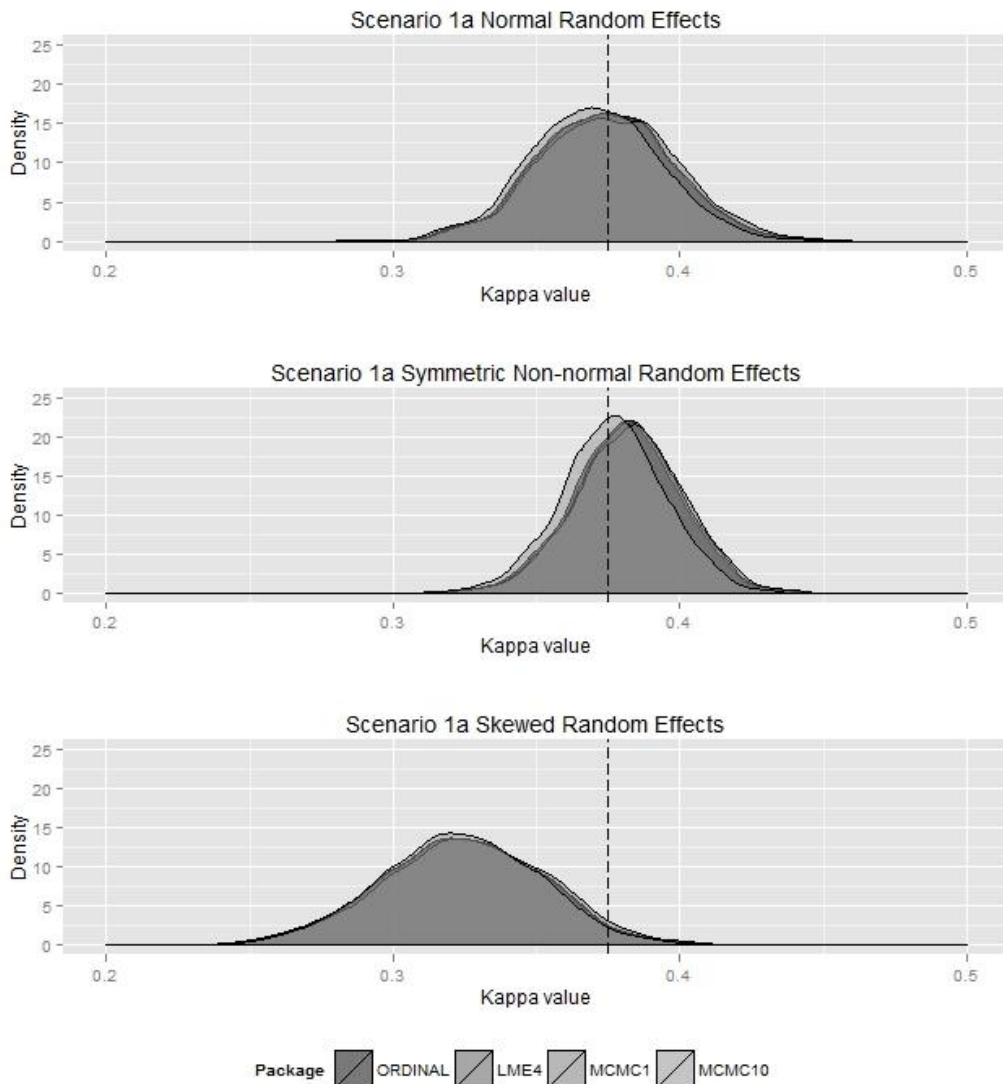 Scenario 1a Normal Random Effects
25
20
15
10
5
0
Density
0.2 0.3 0.4 0.5
Kappa value
Scenario 1a Symmetric Non-normal Random Effects
25
20
15
10
5
0
Density
0.2 0.3 0.4 0.5
Kappa value
Scenario 1a Skewed Random Effects
25
20
15
10
5
0
Density
0.2 0.3 0.4 0.5
Kappa value
Package ORDINAL LME4 MCMC1 MCMC10